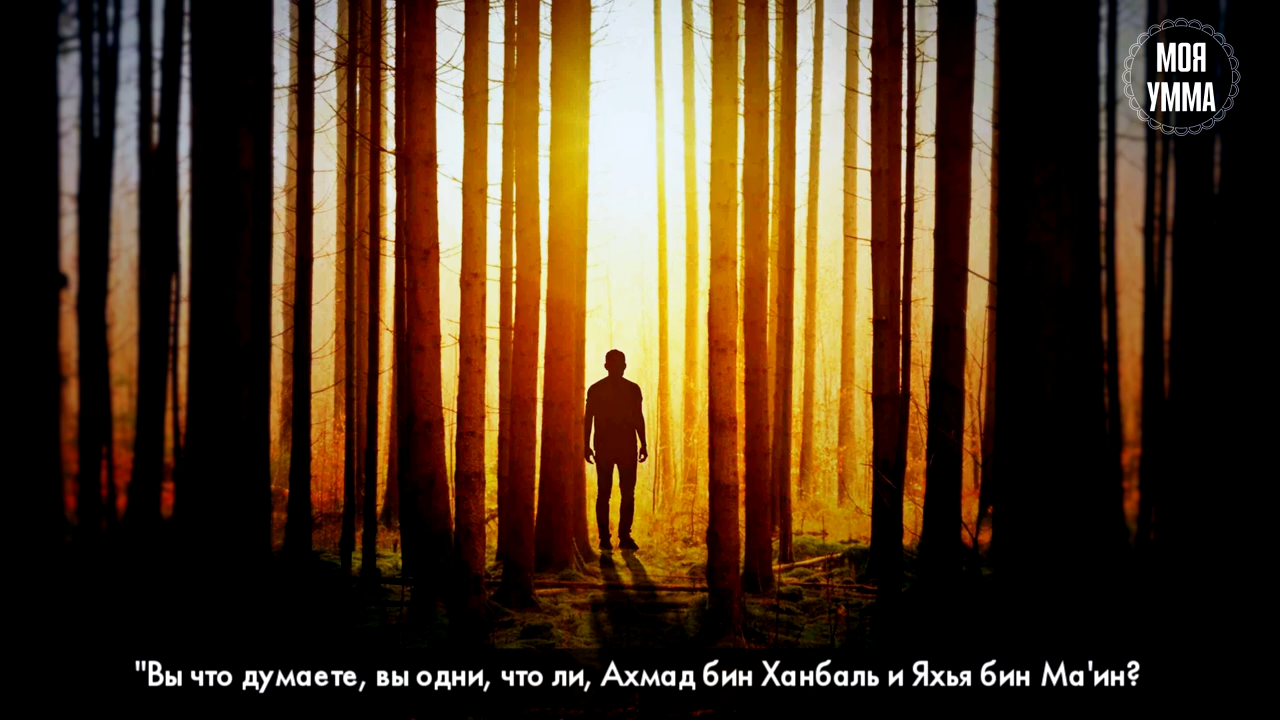 МОЯ
УММА
"Вы что думаете, вы одни, что ли, Ахмад бин Ханбаль и Яхья бин Ма'ин?